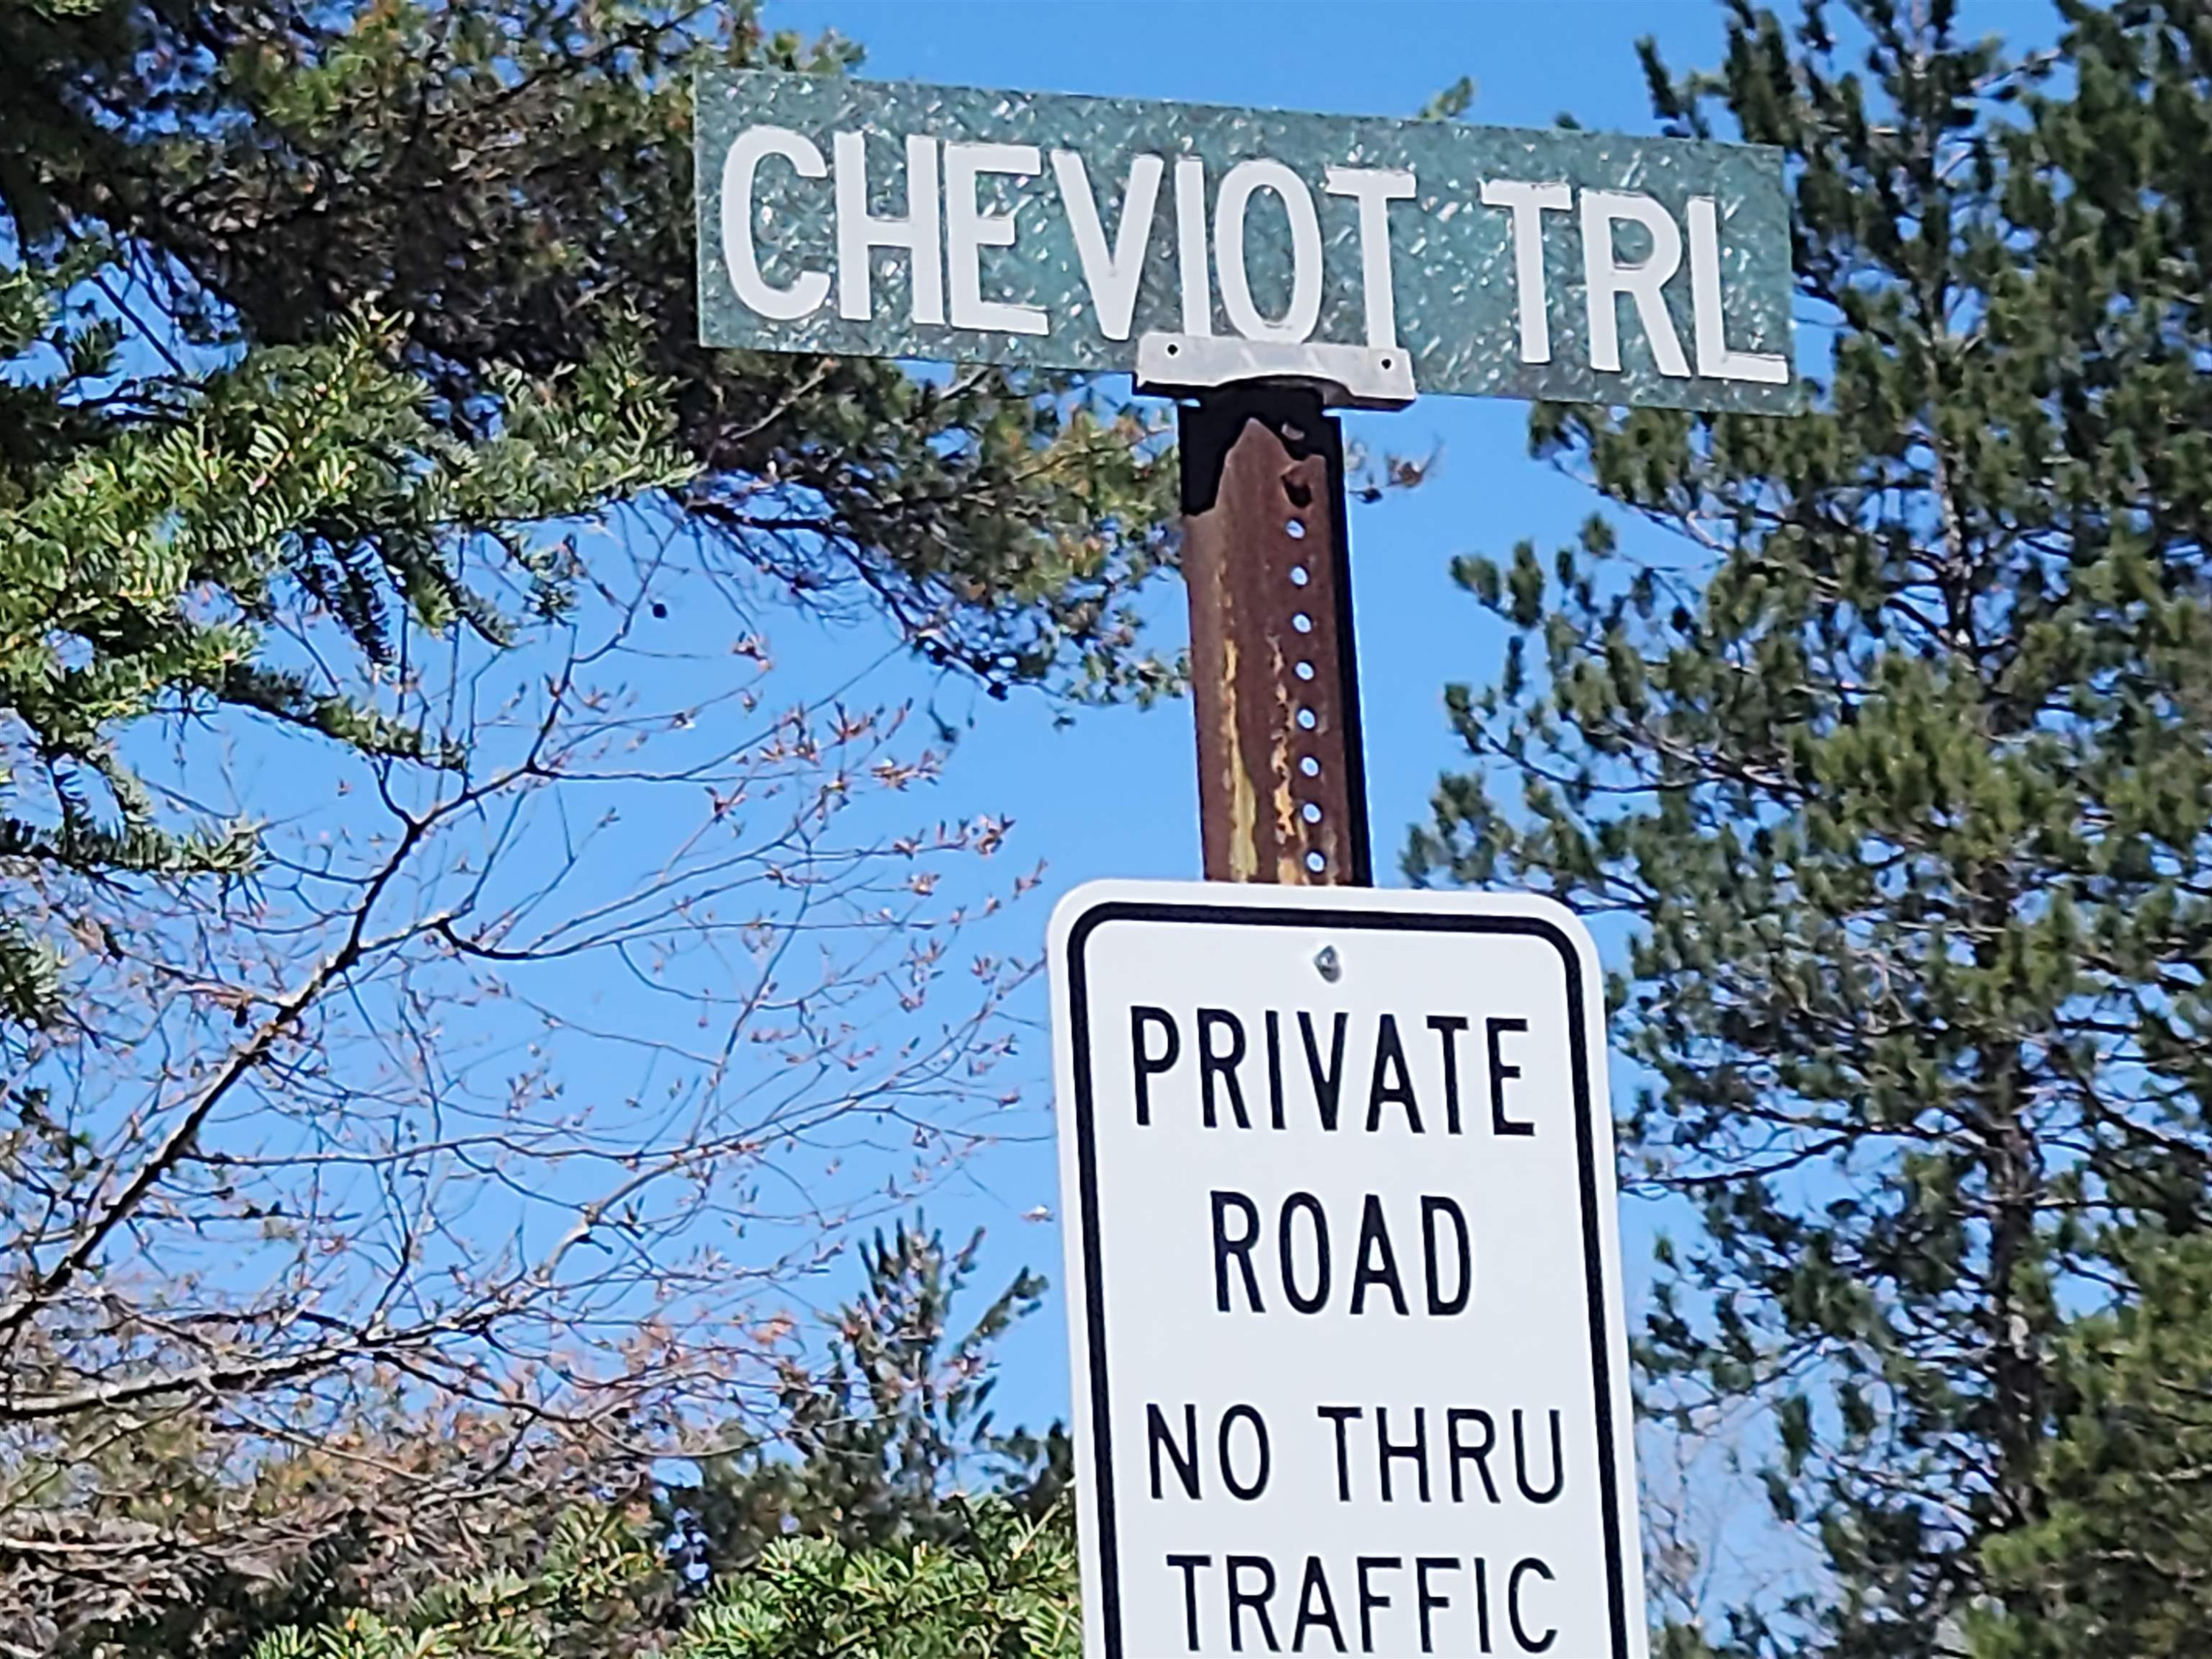 CHEVIOT TRL
PRIVATE
ROAD
NO THRU
TRAFFIC